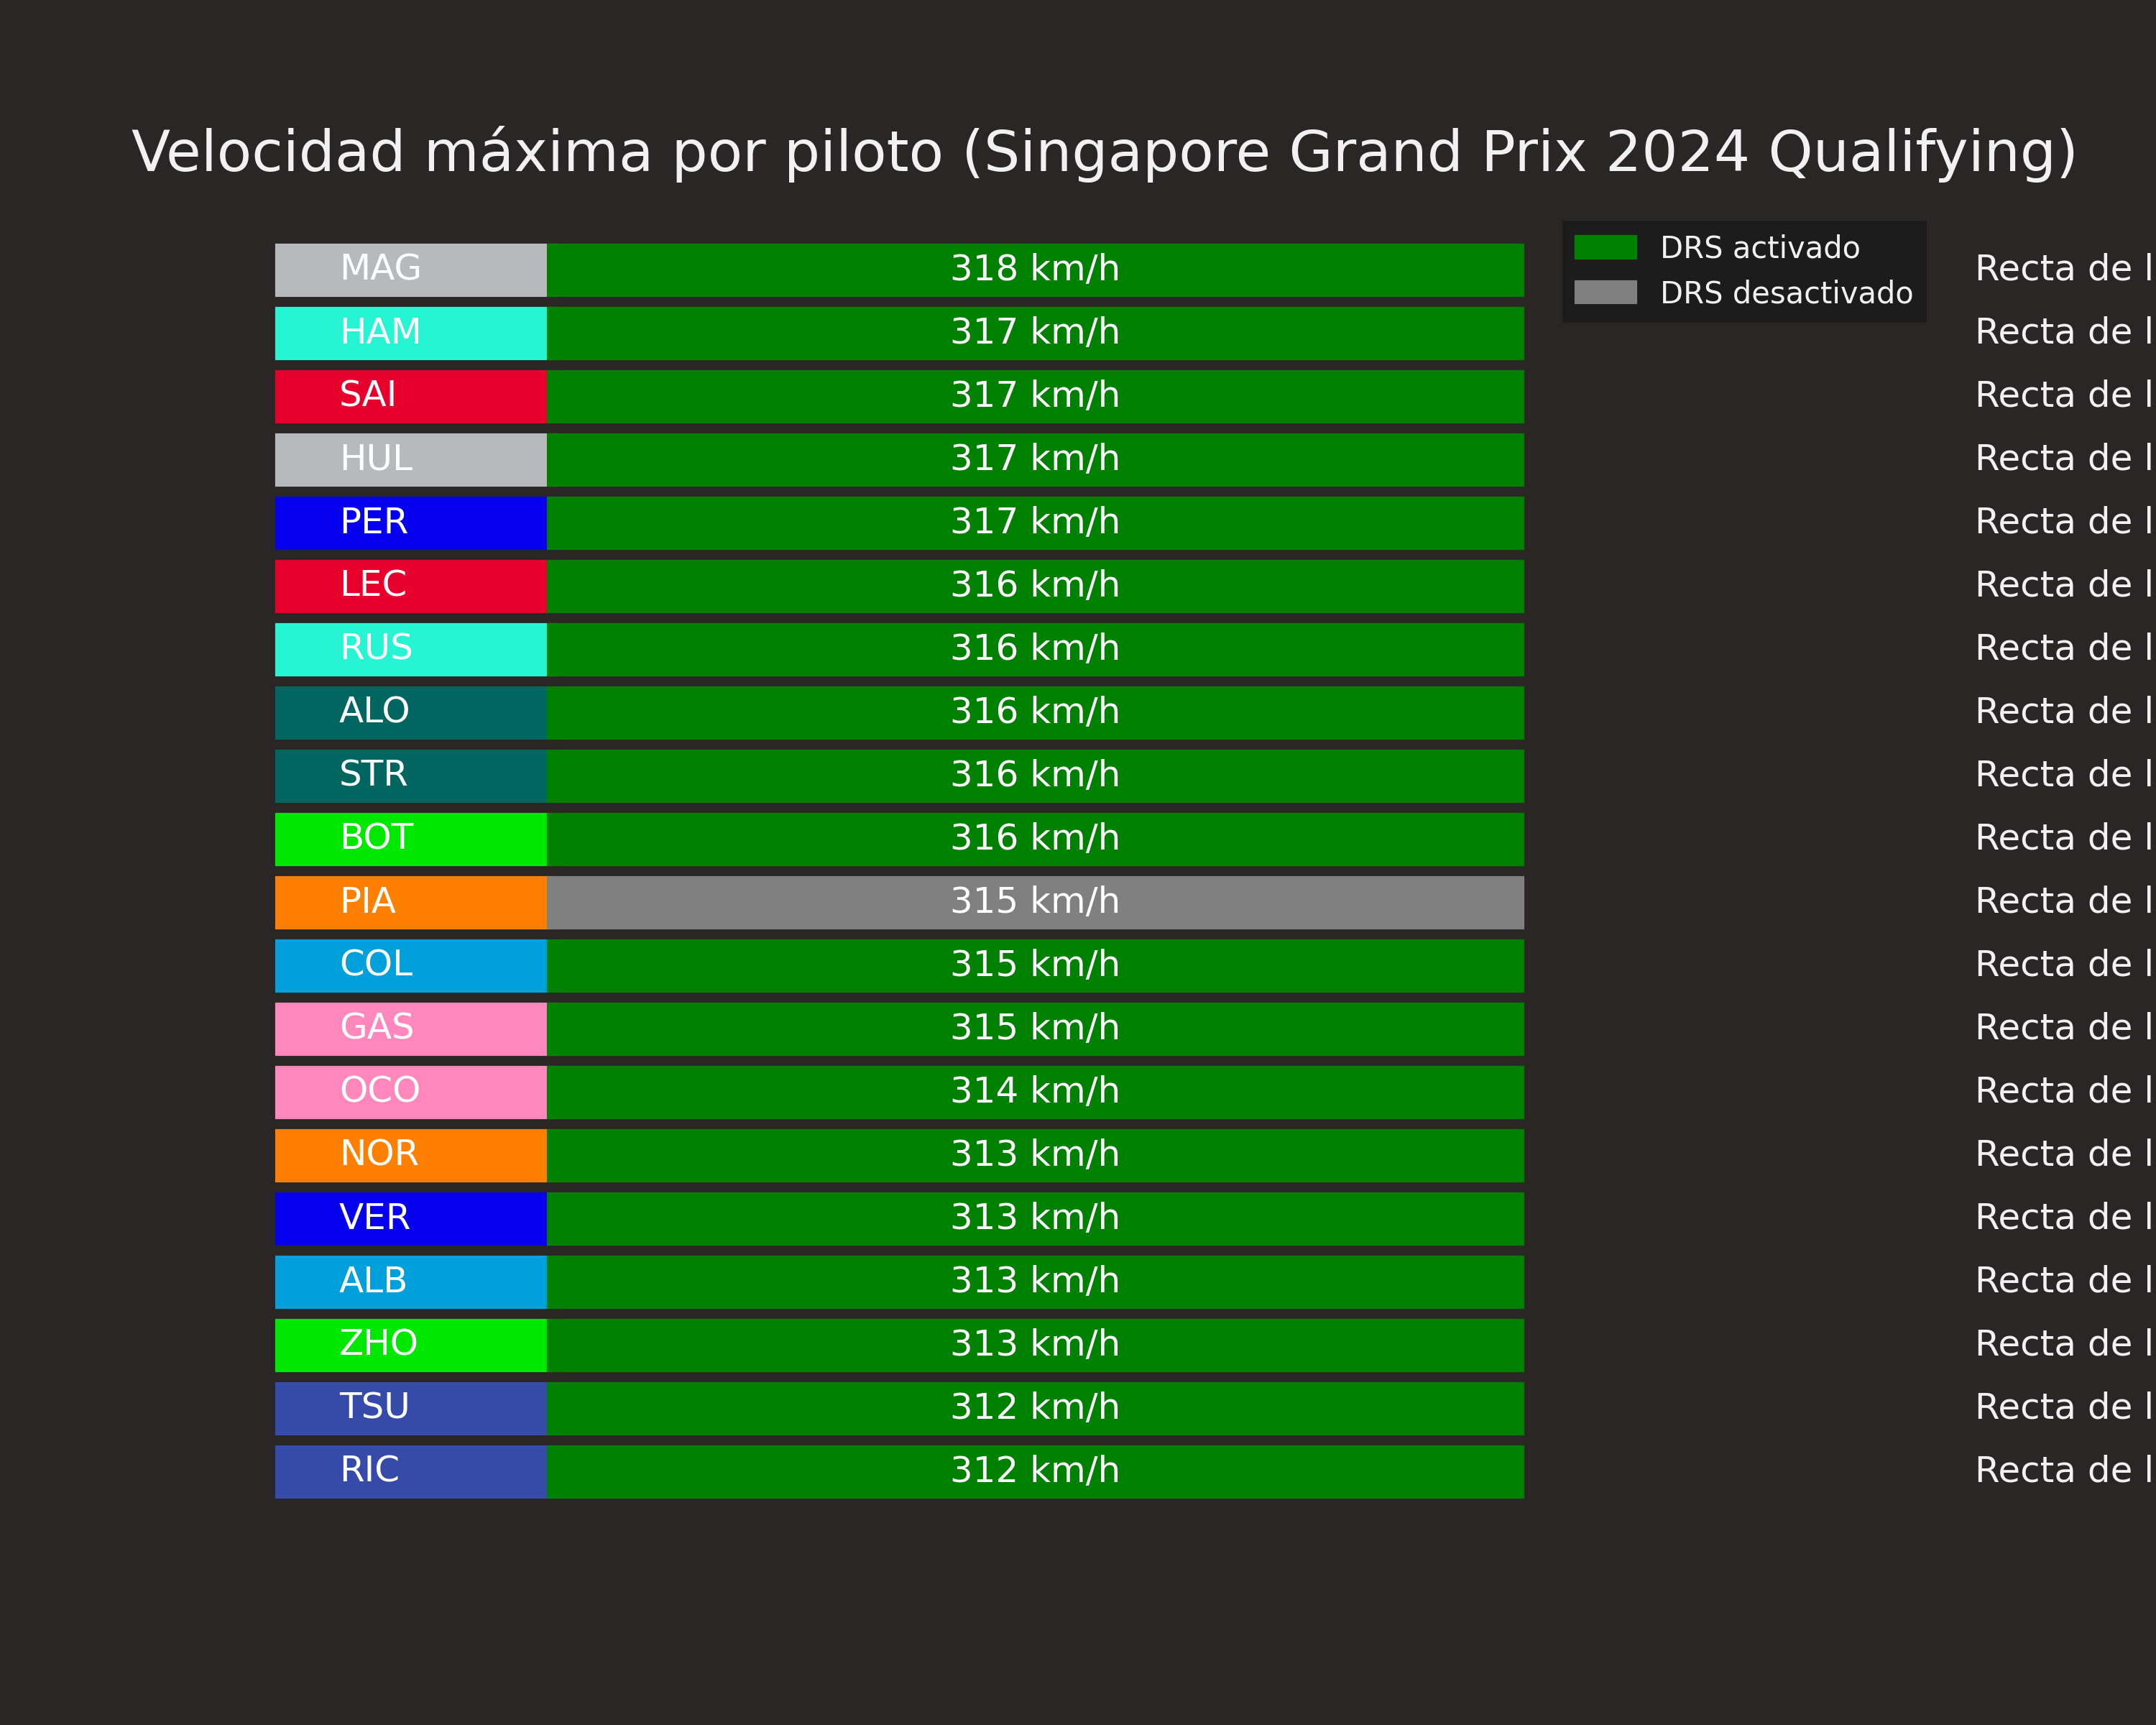 Velocidad máxima por piloto (Singapore Grand Prix 2024 Qualifying)
DRS activado
DRS desactivado
MAG 318 km/h Recta de l
HAM 317 km/h Recta de l
SAI 317 km/h Recta de l
HUL 317 km/h Recta de l
PER 317 km/h Recta de l
LEC 316 km/h Recta de l
RUS 316 km/h Recta de l
ALO 316 km/h Recta de l
STR 316 km/h Recta de l
BOT 316 km/h Recta de l
PIA 315 km/h Recta de l
COL 315 km/h Recta de l
GAS 315 km/h Recta de l
OCO 314 km/h Recta de l
NOR 313 km/h Recta de l
VER 313 km/h Recta de l
ALB 313 km/h Recta de l
ZHO 313 km/h Recta de l
TSU 312 km/h Recta de l
RIC 312 km/h Recta de l